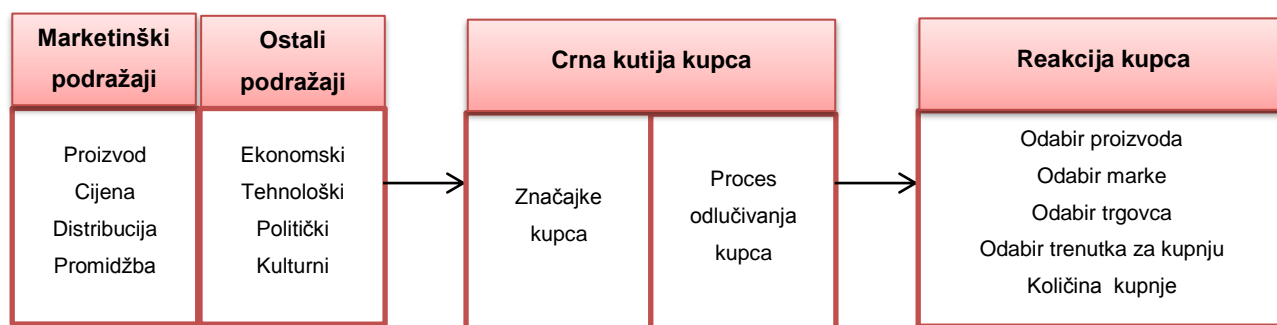 Marketinški
podražaji
Proizvod
Cijena
Distribucija
Promidžba
Ostali
podražaji
Ekonomski
Tehnološki
Politički
Kulturni
Crna kutija kupca
Značajke
kupca
Proces
odlučivanja
kupca
Reakcija kupca
Odabir proizvoda
Odabir marke
Odabir trgovca
Odabir trenutka za kupnju
Količina kupnje